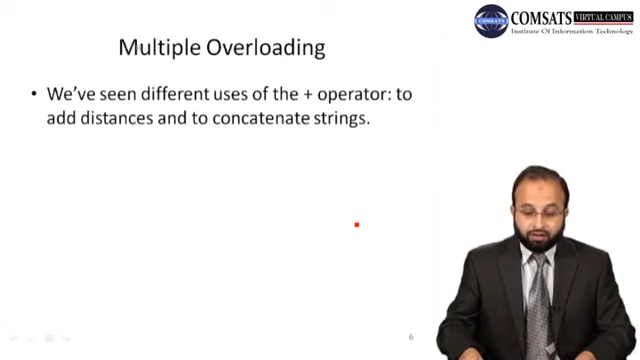 COMSATS
COMSATS VIRTUAL CAMPUS
Institute Of Information Technology
Multiple Overloading
• We've seen different uses of the + operator: to
add distances and to concatenate strings.
6